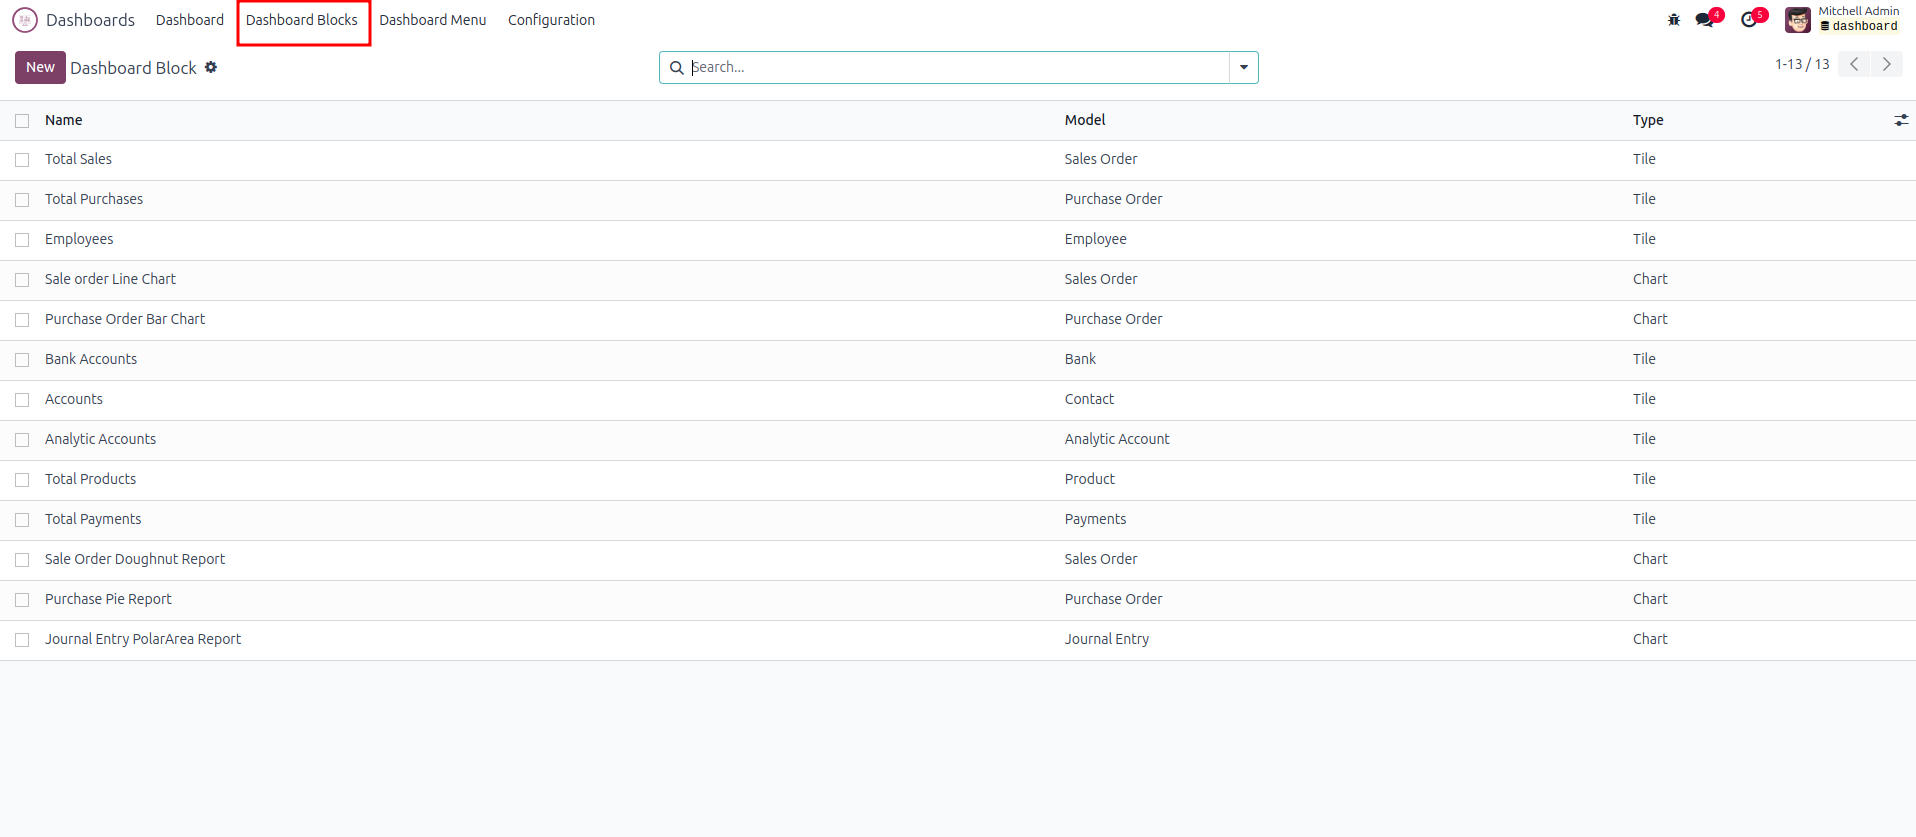 Dashboards Dashboard Dashboard Blocks Dashboard Menu Configuration 4 5 Mitchell Admin
dashboard
New Dashboard Block Search... 1-13 / 13
Name Model Type
Total Sales Sales Order Tile
Total Purchases Purchase Order Tile
Employees Employee Tile
Sale order Line Chart Sales Order Chart
Purchase Order Bar Chart Purchase Order Chart
Bank Accounts Bank Tile
Accounts Contact Tile
Analytic Accounts Analytic Account Tile
Total Products Product Tile
Total Payments Payments Tile
Sale Order Doughnut Report Sales Order Chart
Purchase Pie Report Purchase Order Chart
Journal Entry PolarArea Report Journal Entry Chart